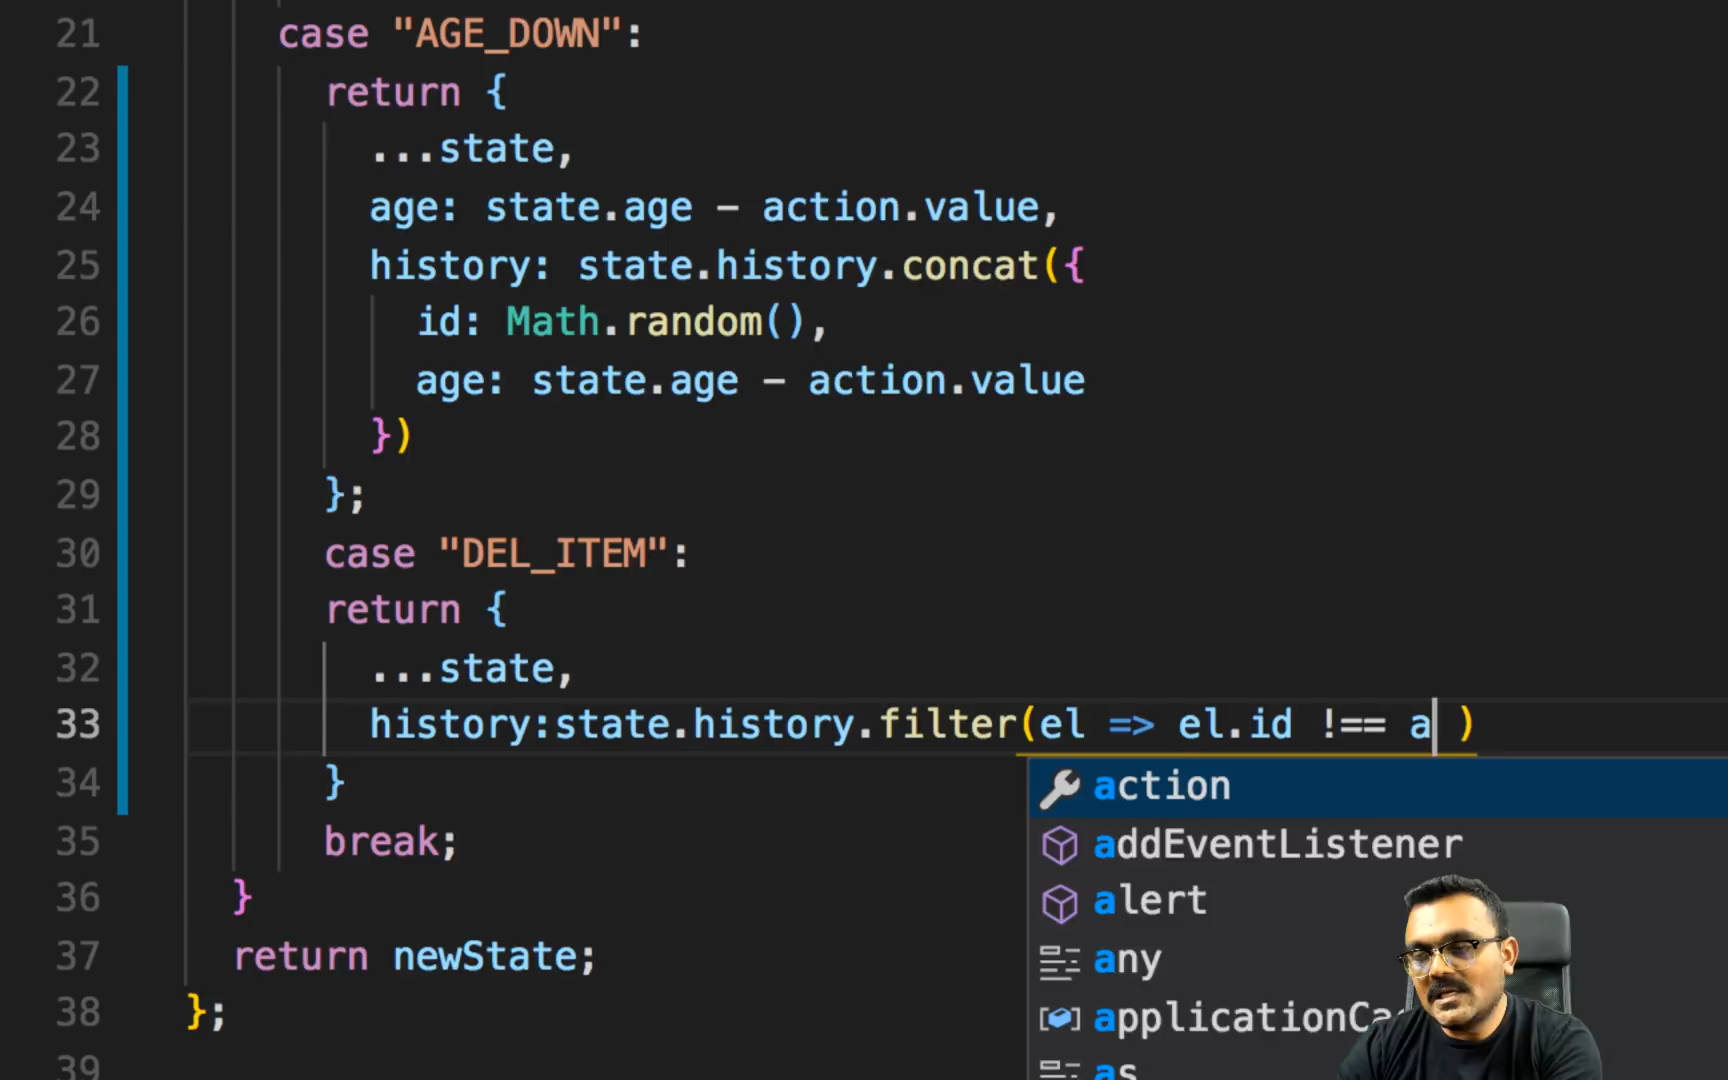 21 case "AGE_DOWN":
22 return {
23 ...state,
24 age: state.age - action.value,
25 history: state.history.concat({
26 id: Math.random(),
27 age: state.age - action.value
28 })
29 };
30 case "DEL_ITEM":
31 return {
32 ...state,
33 history:state.history.filter(el => el.id !== a )
34 }
action
35 break;
addEventListener
36 }
alert
37 return newState;
any
38 };
applicationCa
39
as